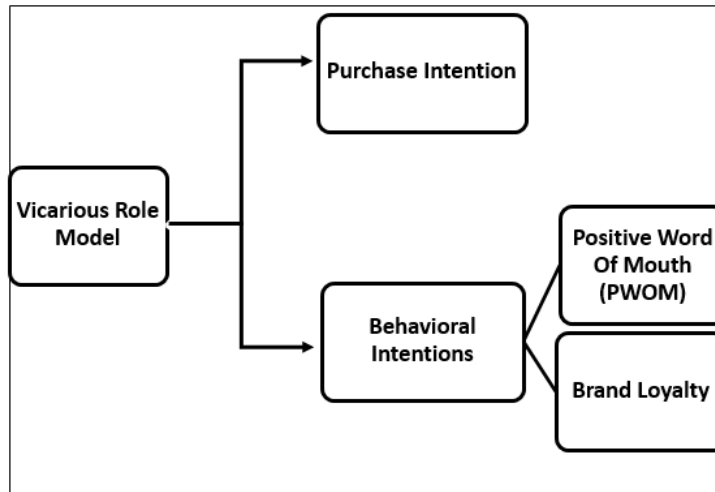 Purchase Intention
Vicarious Role
Model
Positive Word
Of Mouth
(PWOM)
Behavioral
Intentions
Brand Loyalty